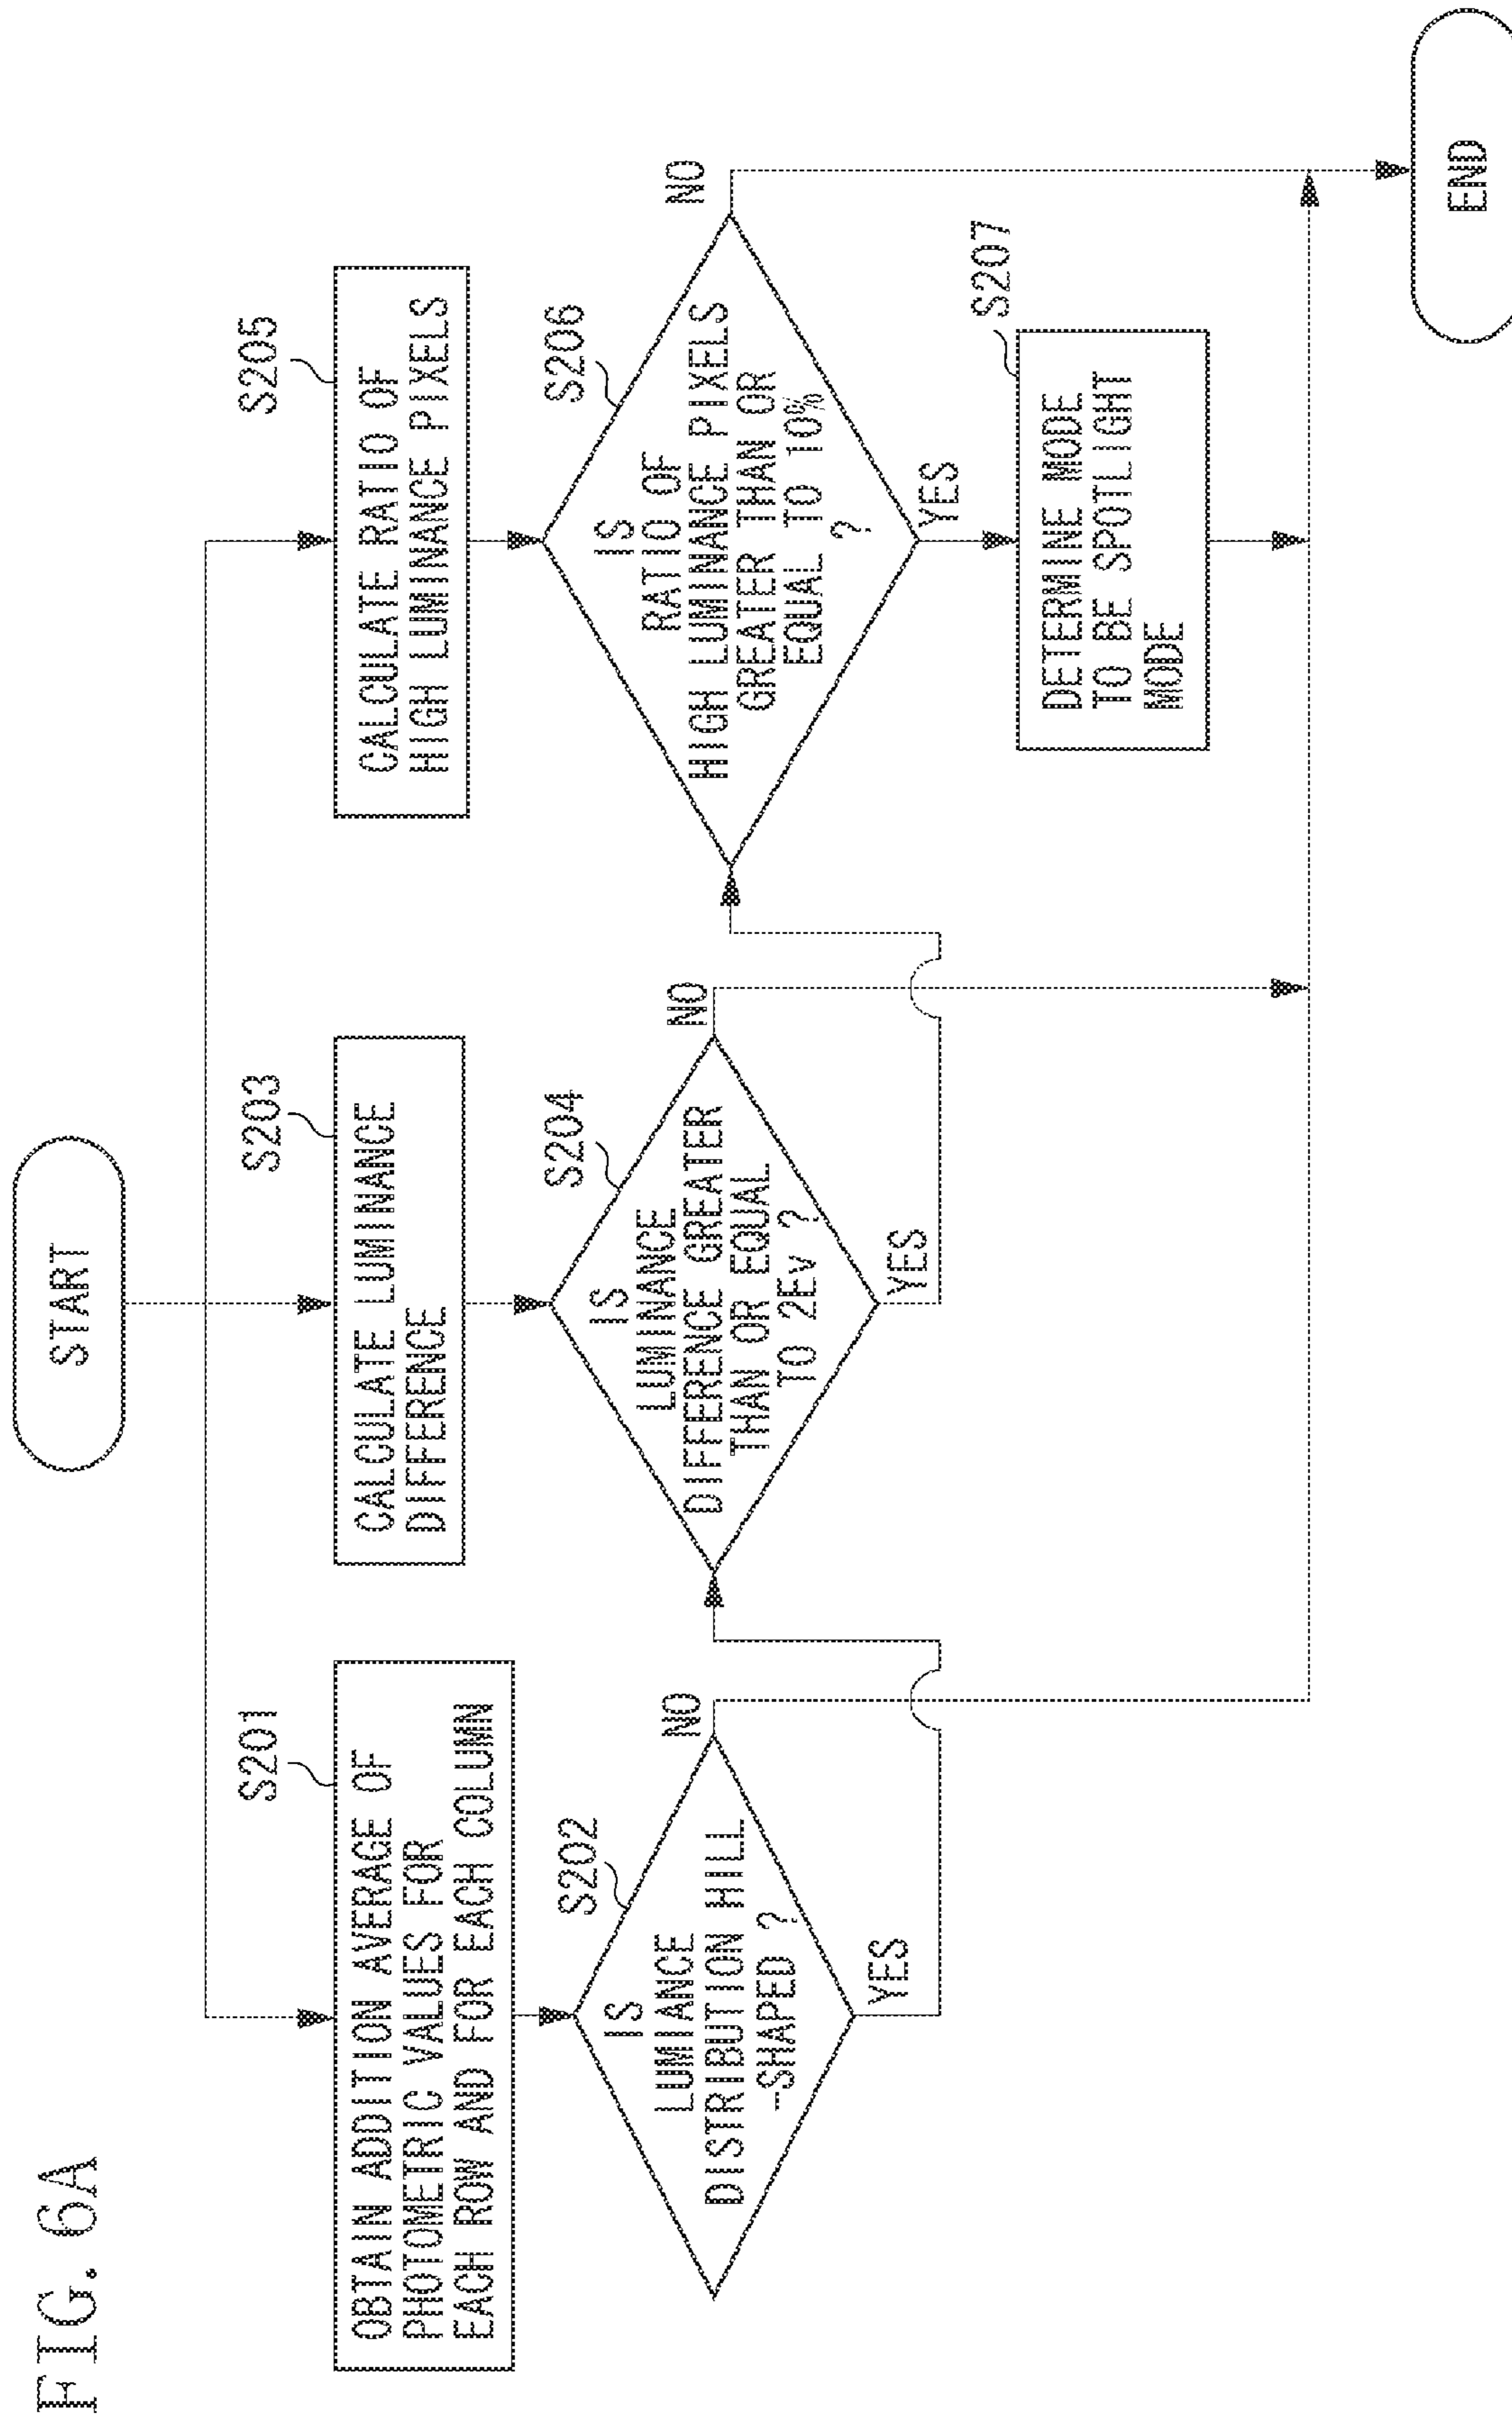 FIG. 6A
START
S201
OBTAIN ADDITION AVERAGE OF
PHOTOMETRIC VALUES FOR
EACH ROW AND FOR EACH COLUMN
S202
IS
LUMIANCE
DISTRIBUTION HILL
-SHAPED ?
NO
YES
S203
CALCULATE LUMINANCE
DIFFERENCE
S204
IS
LUMINANCE
DIFFERENCE GREATER
THAN OR EQUAL
TO 2EV ?
NO
YES
S205
CALCULATE RATIO OF
HIGH LUMINANCE PIXELS
S206
IS
RATIO OF
HIGH LUMINANCE PIXELS
GREATER THAN OR
EQUAL TO 10%
?
NO
YES
S207
DETERMINE MODE
TO BE SPOTLIGHT
MODE
END